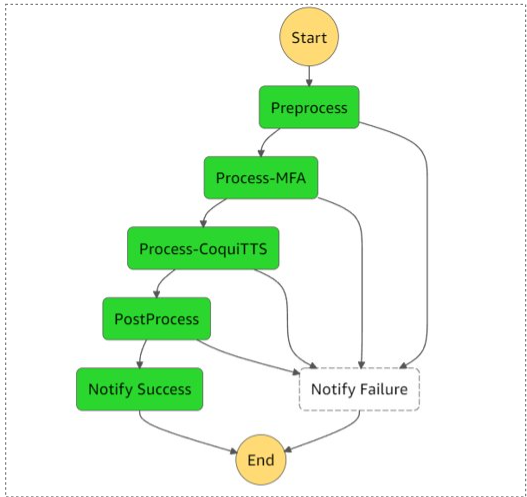 Start
Preprocess
Process-MFA
Process-CoquiTTS
PostProcess
Notify Success
Notify Failure
End